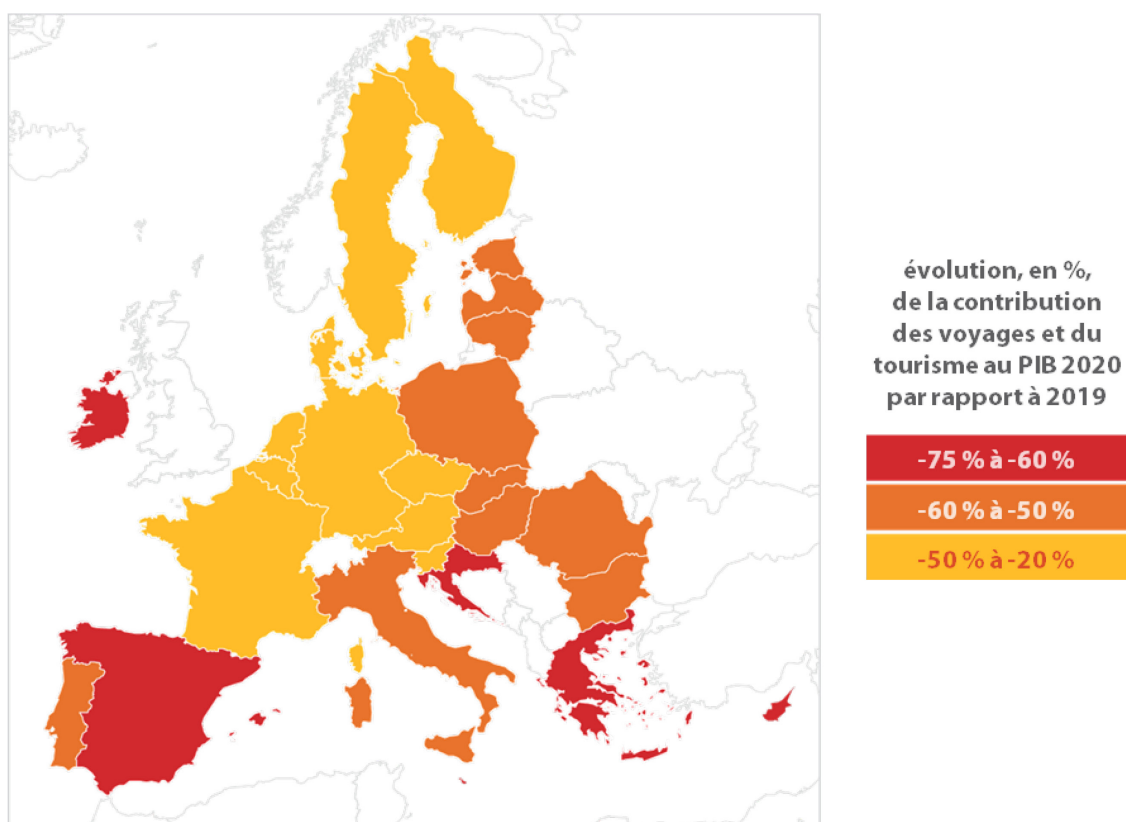 évolution, en %,
de la contribution
des voyages et du
tourisme au PIB 2020
par rapport à 2019
-75 % à -60 %
-60 % à -50 %
-50 % à -20 %